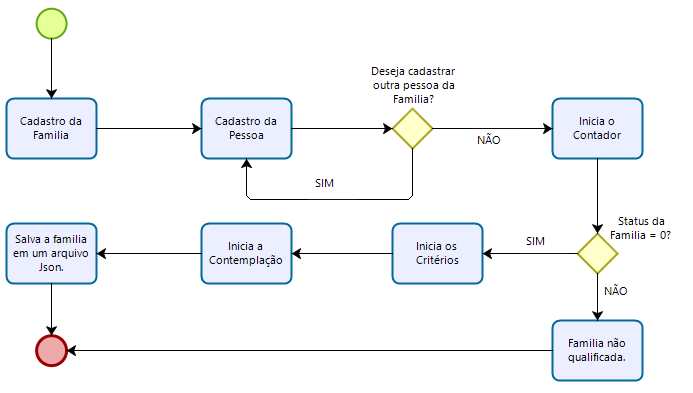 Deseja cadastrar
outra pessoa da
Familia?
Cadastro da
Familia
Cadastro da
Pessoa
Inicia o
Contador
NÃO
SIM
Status da
Familia = 0?
Salva a familia
em um arquivo
Json.
Inicia a
Contemplação
Inicia os
Critérios
SIM
NÃO
Familia não
qualificada.